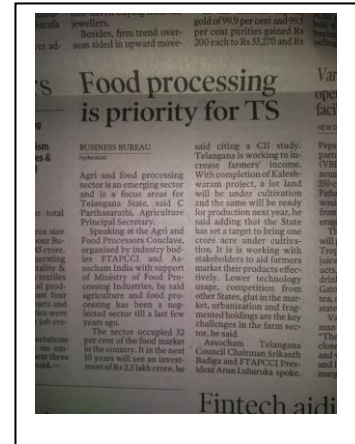 jewellers.
Besides, firm trend over-
seas aided in upward move-
gold of 99.9 per cent and 99.5
per cent purities gained Rs
200 each to Rs 33,270 and Rs
Food processing
is priority for TS
BUSINESS BUREAU
Hyderabad
Agri and food processing
sector is an emerging sector
and is a focus areas for
Telangana State, said C
Parthasarathi, Agriculture
Principal Secretary.
Speaking at the Agri and
Food Processors Conclave,
organised by industry bod-
ies FTAPCCI and As-
socham India with support
of Ministry of Food Pro-
cessing Industries, he said
agriculture and food pro-
cessing has been a neg-
lected sector till a few
years ago.
The sector occupied 32
per cent of the food market
in the country. It in the next
10 years will see an invest-
ment of Rs 2.5 lakh crore, he
said citing a CII study.
Telangana is working to in-
crease farmers' income.
With completion of Kalesh-
waram project, a lot land
will be under cultivation
and the same will be ready
for production next year, he
said adding that the State
has set a target to bring one
crore acre under cultiva-
tion. It is is working with
stakeholders to aid farmers
market their products effec-
tively. Lower technology
usage, competition from
other States, glut in the mar-
ket, urbanization and frag-
mented holdings are the key
challenges in the farm sec-
tor, he said.
Assocham Telangana
Council Chairman Srikanth
Badiga and FTAPCCI Pres-
ident Arun Luharuka spoke.
Fintech aidi